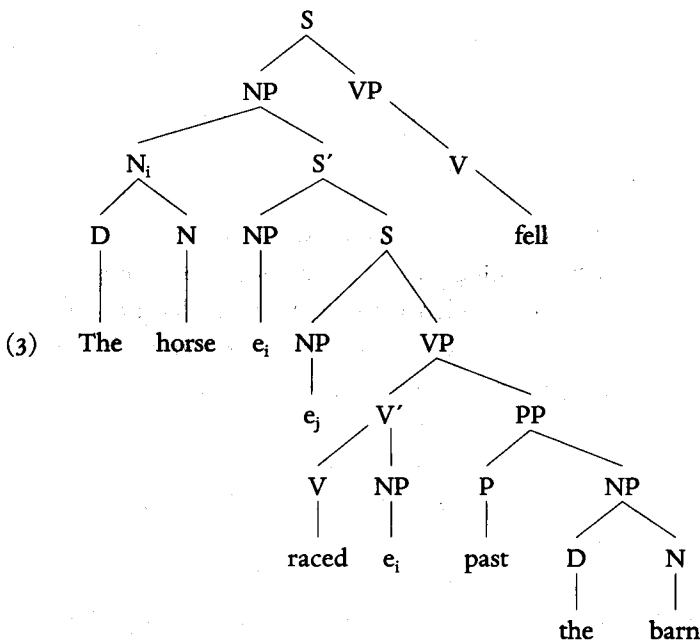 S
NP VP
Nᵢ S′ V
D N NP S fell
(3) The horse eᵢ NP VP
eⱼ V′ PP
V NP P NP
raced eᵢ past D N
the barn